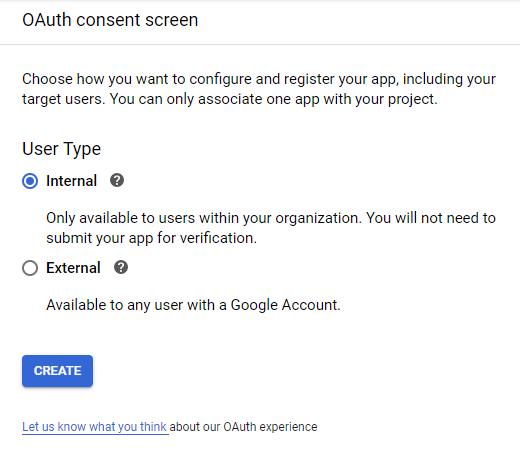 OAuth consent screen
Choose how you want to configure and register your app, including your
target users. You can only associate one app with your project.
User Type
Internal ?
Only available to users within your organization. You will not need to
submit your app for verification.
External ?
Available to any user with a Google Account.
CREATE
Let us know what you think about our OAuth experience